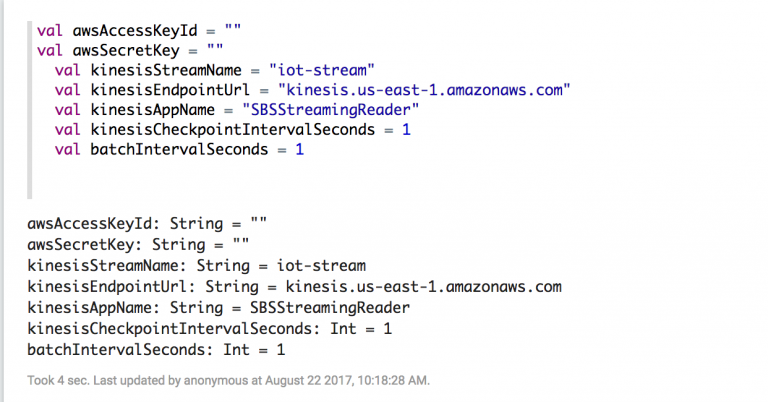 val awsAccessKeyId = ""
val awsSecretKey = ""
val kinesisStreamName = "iot-stream"
val kinesisEndpointUrl = "kinesis.us-east-1.amazonaws.com"
val kinesisAppName = "SBSStreamingReader"
val kinesisCheckpointIntervalSeconds = 1
val batchIntervalSeconds = 1
awsAccessKeyId: String = ""
awsSecretKey: String = ""
kinesisStreamName: String = iot-stream
kinesisEndpointUrl: String = kinesis.us-east-1.amazonaws.com
kinesisAppName: String = SBSStreamingReader
kinesisCheckpointIntervalSeconds: Int = 1
batchIntervalSeconds: Int = 1
Took 4 sec. Last updated by anonymous at August 22 2017, 10:18:28 AM.